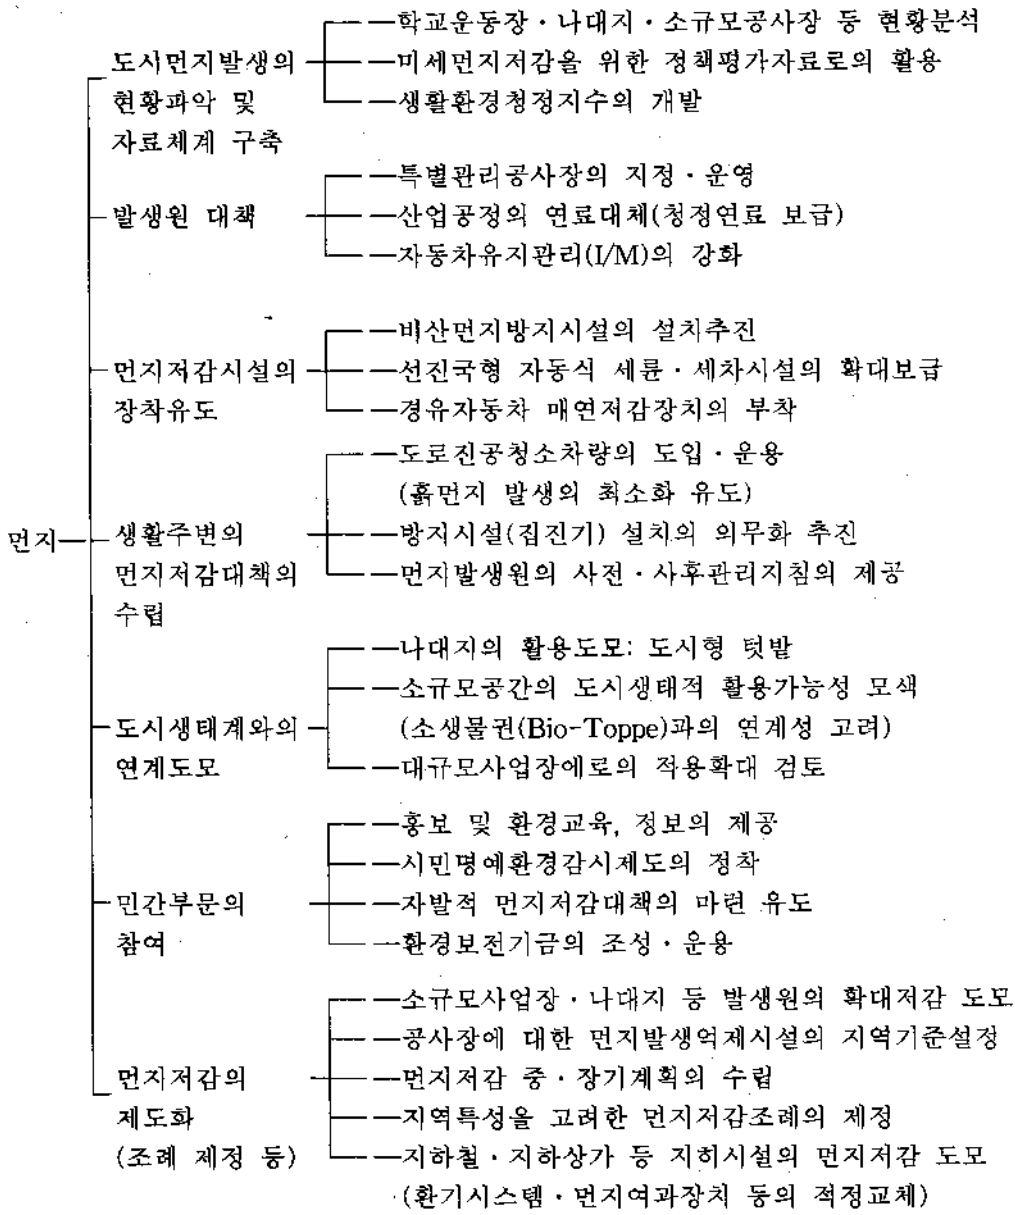 학교운동장·나대지·소규모공사장 등 현황분석
도시먼지발생의
미세먼지저감을 위한 정책평가자료로의 활용
현황파악 및
생활환경청정지수의 개발
자료체계 구축
특별관리공사장의 지정·운영
발생원 대책
산업공정의 연료대체(청정연료 보급)
자동차유지관리(I/M)의 강화
비산먼지방지시설의 설치추진
먼지저감시설의
선진국형 자동식 세륜·세차시설의 확대보급
장착유도
경유자동차 매연저감장치의 부착
도로진공청소차량의 도입·운용
(흙먼지 발생의 최소화 유도)
먼지
생활주변의
방지시설(집진기) 설치의 의무화 추진
먼지저감대책의
먼지발생원의 사전·사후관리지침의 제공
수립
나대지의 활용도모: 도시형 텃밭
소규모공간의 도시생태적 활용가능성 모색
도시생태계와의
(소생물권(Bio-Toppe)과의 연계성 고려)
연계도모
대규모사업장에로의 적용확대 검토
홍보 및 환경교육, 정보의 제공
시민명예환경감시제도의 정착
민간부문의
자발적 먼지저감대책의 마련 유도
참여
환경보전기금의 조성·운용
소규모사업장·나대지 등 발생원의 확대저감 도모
공사장에 대한 먼지발생억제시설의 지역기준설정
먼지저감의
먼지저감 중·장기계획의 수립
제도화
지역특성을 고려한 먼지저감조례의 제정
(조례 제정 등)
지하철·지하상가 등 지하시설의 먼지저감 도모
(환기시스템·먼지여과장치 등의 적정교체)